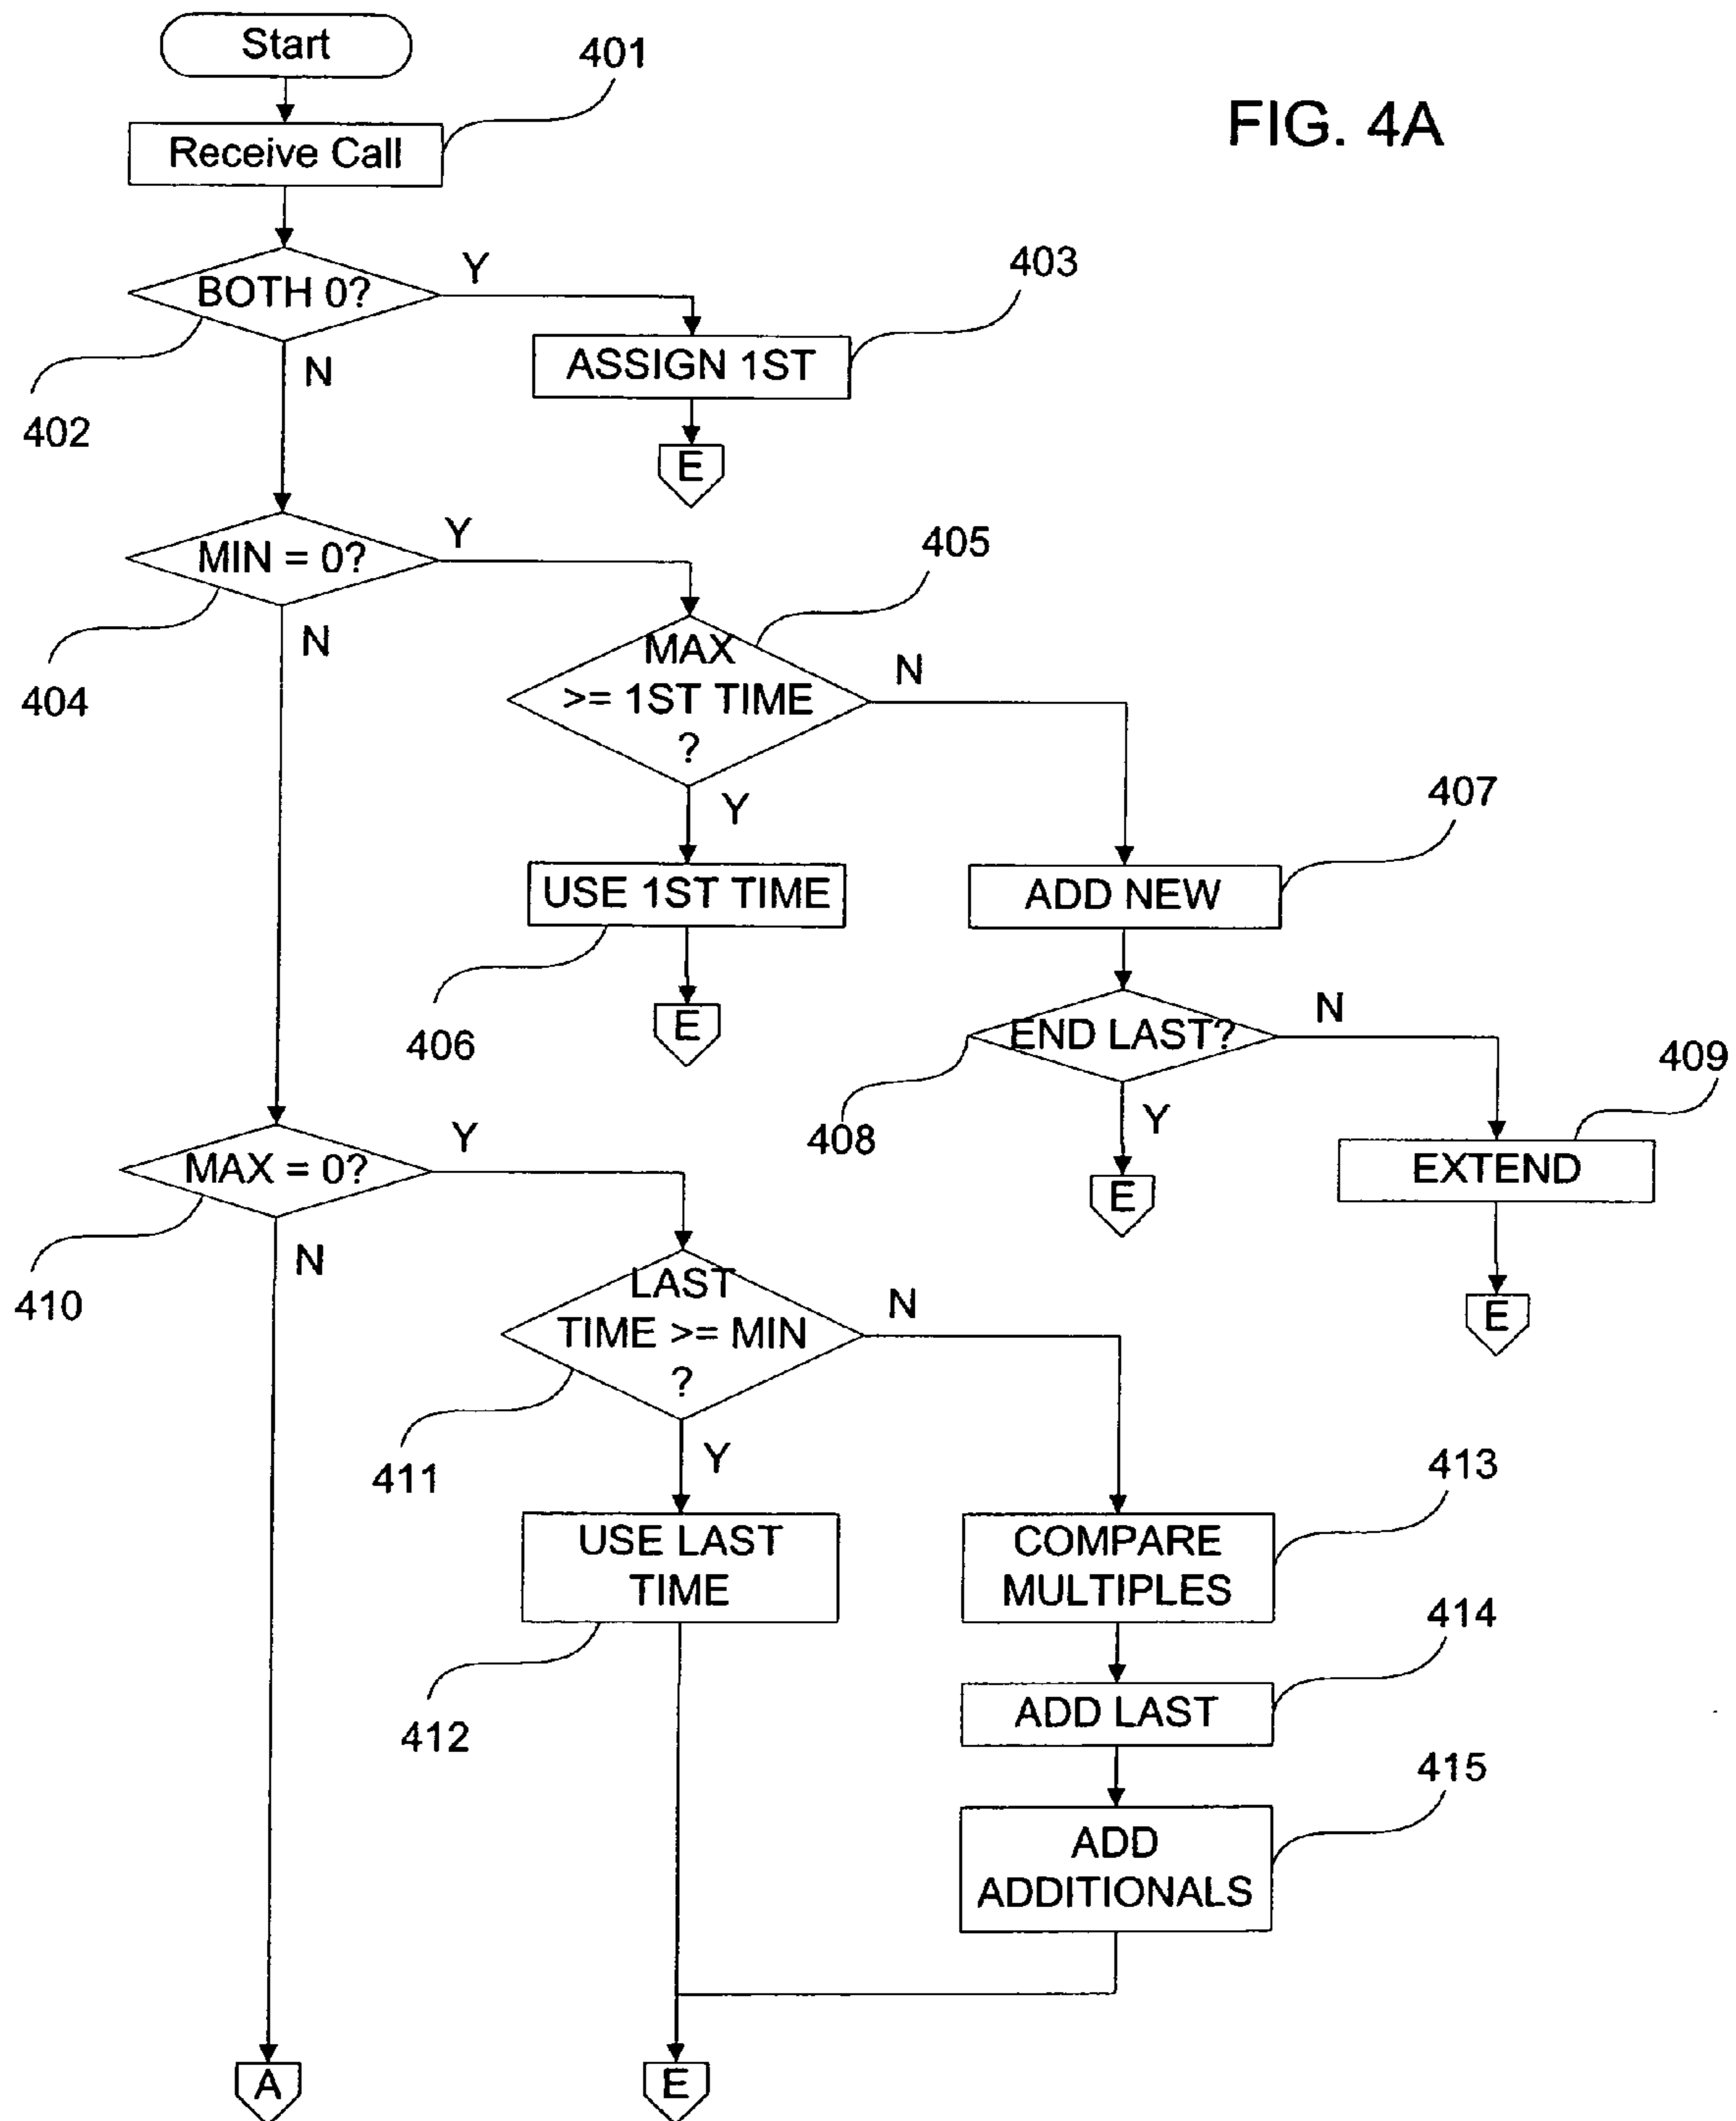 Start
401
FIG. 4A
Receive Call
BOTH 0?
Y
403
N
402
ASSIGN 1ST
E
MIN = 0?
Y
405
N
404
MAX
>= 1ST TIME
?
N
Y
407
USE 1ST TIME
ADD NEW
406
E
END LAST?
N
409
408
Y
E
EXTEND
E
MAX = 0?
Y
N
410
LAST
TIME >= MIN
?
N
411
Y
413
USE LAST
TIME
COMPARE
MULTIPLES
414
412
ADD LAST
415
ADD
ADDITIONALS
A
E